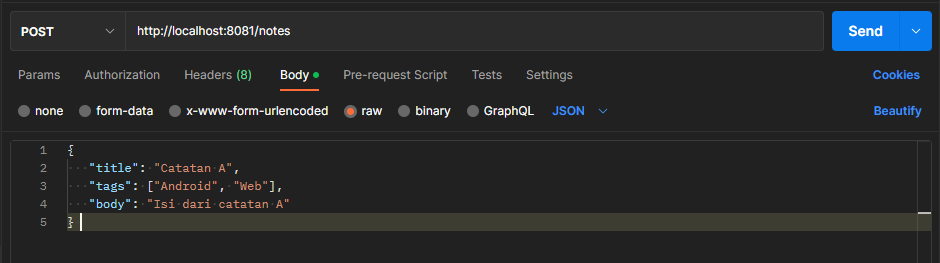 POST http://localhost:8081/notes Send
Params Authorization Headers (8) Body Pre-request Script Tests Settings Cookies
none form-data x-www-form-urlencoded raw binary GraphQL JSON Beautify
1 {
2 "title": "Catatan A",
3 "tags": ["Android", "Web"],
4 "body": "Isi dari catatan A"
5 }